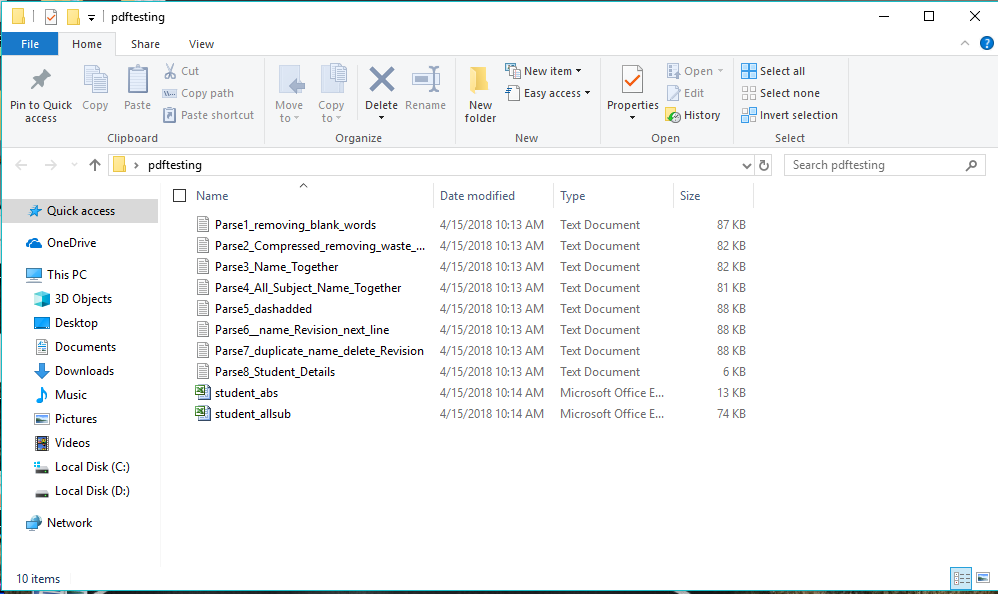 pdftesting
File Home Share View
Pin to Quick access
Copy
Paste
Cut
Copy path
Paste shortcut
Clipboard
Move to
Copy to
Delete
Rename
Organize
New folder
New item
Easy access
New
Properties
Open
Edit
History
Open
Select all
Select none
Invert selection
Select
pdftesting
Search pdftesting
Quick access
OneDrive
This PC
3D Objects
Desktop
Documents
Downloads
Music
Pictures
Videos
Local Disk (C:)
Local Disk (D:)
Network
Name Date modified Type Size
Parse1_removing_blank_words 4/15/2018 10:13 AM Text Document 87 KB
Parse2_Compressed_removing_waste_... 4/15/2018 10:13 AM Text Document 82 KB
Parse3_Name_Together 4/15/2018 10:13 AM Text Document 82 KB
Parse4_All_Subject_Name_Together 4/15/2018 10:13 AM Text Document 81 KB
Parse5_dashadded 4/15/2018 10:13 AM Text Document 88 KB
Parse6__name_Revision_next_line 4/15/2018 10:13 AM Text Document 88 KB
Parse7_duplicate_name_delete_Revision 4/15/2018 10:13 AM Text Document 88 KB
Parse8_Student_Details 4/15/2018 10:13 AM Text Document 6 KB
student_abs 4/15/2018 10:14 AM Microsoft Office E... 13 KB
student_allsub 4/15/2018 10:14 AM Microsoft Office E... 74 KB
10 items